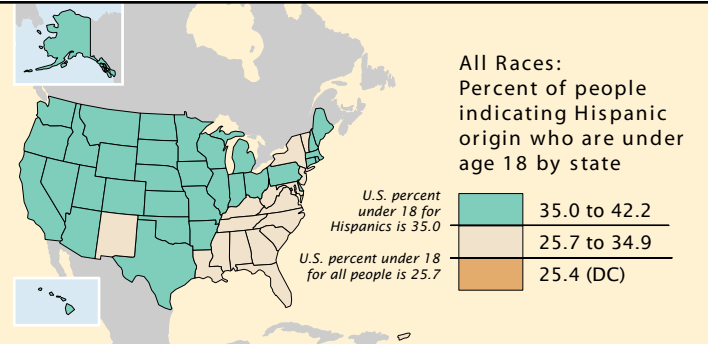 All Races:
Percent of people
indicating Hispanic
origin who are under
age 18 by state
U.S. percent
under 18 for
Hispanics is 35.0
35.0 to 42.2
25.7 to 34.9
U.S. percent under 18
for all people is 25.7
25.4 (DC)